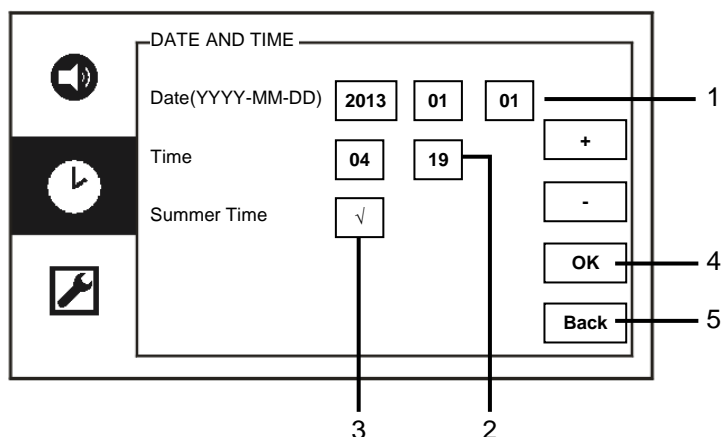 DATE AND TIME
Date(YYYY-MM-DD) 2013 01 01 1
+
Time 04 19
-
Summer Time √
OK 4
Back 5
3 2